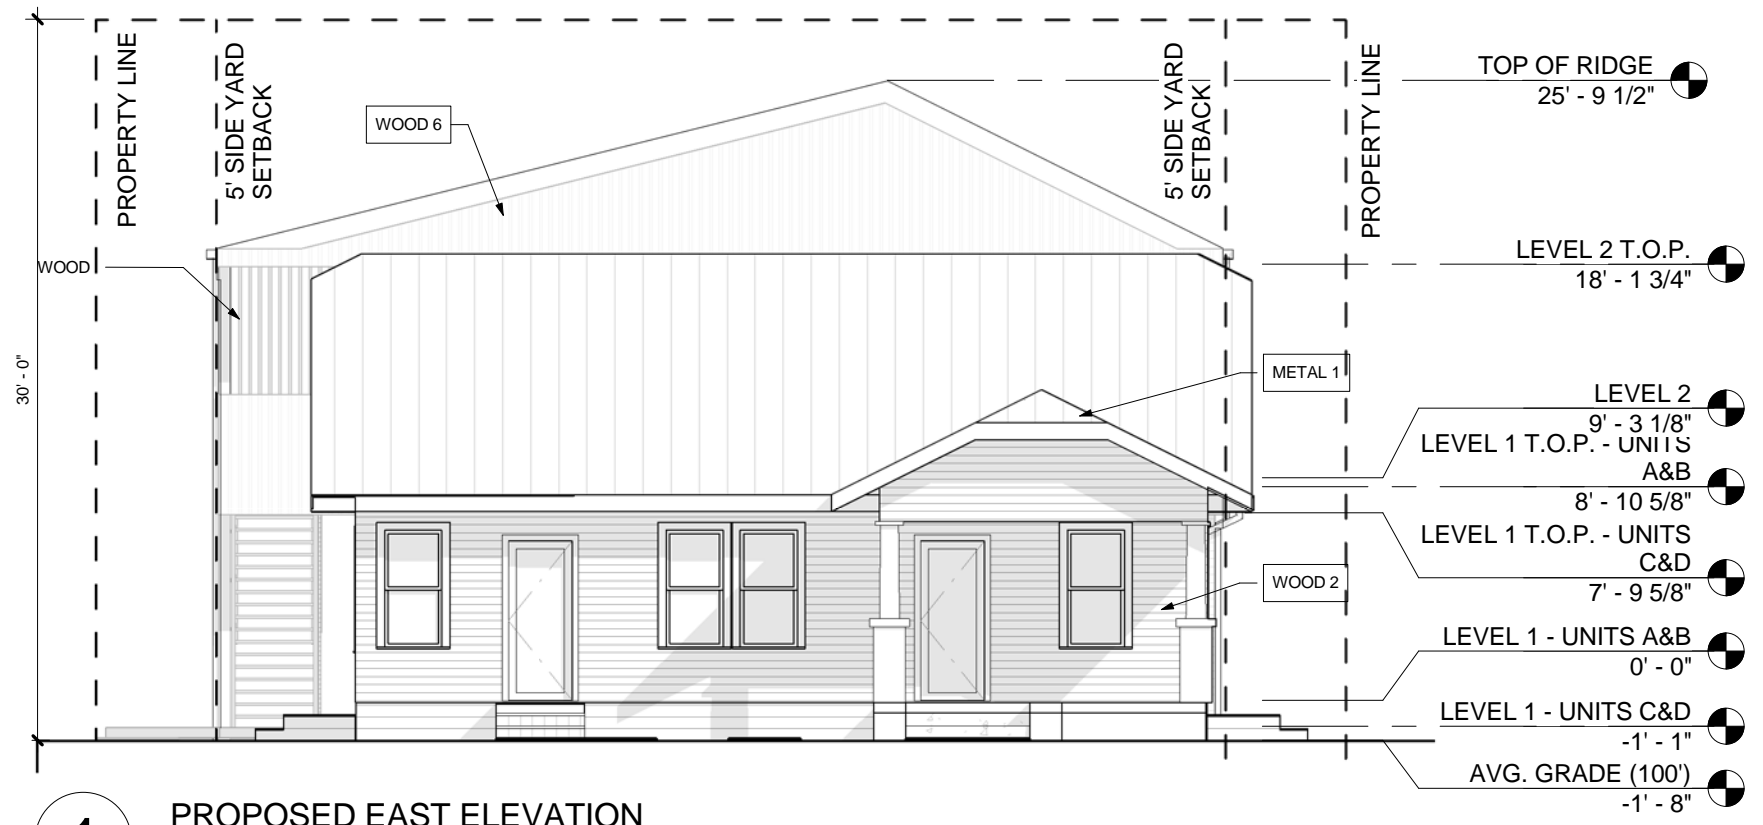 PROPERTY LINE
5' SIDE YARD
SETBACK
WOOD 6
WOOD
30' - 0"
5' SIDE YARD
SETBACK
PROPERTY LINE
METAL 1
WOOD 2
TOP OF RIDGE
25' - 9 1/2"
LEVEL 2 T.O.P.
18' - 1 3/4"
LEVEL 2
9' - 3 1/8"
LEVEL 1 T.O.P. - UNITS
A&B
8' - 10 5/8"
LEVEL 1 T.O.P. - UNITS
C&D
7' - 9 5/8"
LEVEL 1 - UNITS A&B
0' - 0"
LEVEL 1 - UNITS C&D
-1' - 1"
AVG. GRADE (100')
-1' - 8"
PROPOSED EAST ELEVATION